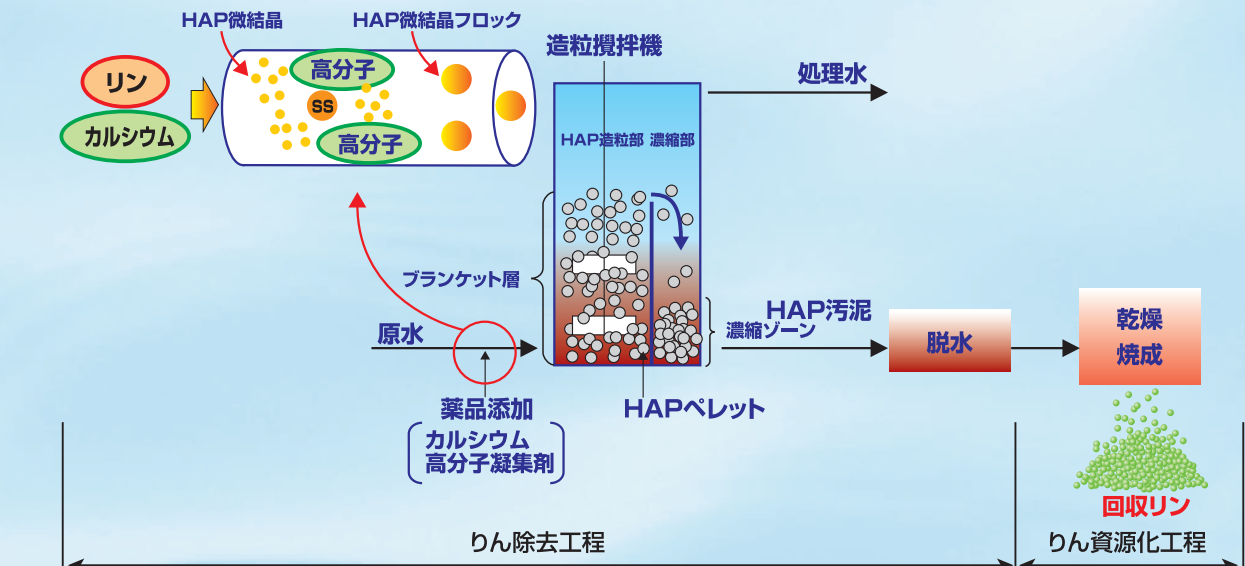 HAP微結晶
HAP微結晶フロック
リン
カルシウム
高分子
SS
高分子
造粒攪拌機
処理水
HAP造粒部 濃縮部
ブランケット層
原水
薬品添加
カルシウム
高分子凝集剤
HAPペレット
HAP汚泥
濃縮ゾーン
脱水
乾燥
焼成
回収リン
りん除去工程
りん資源化工程